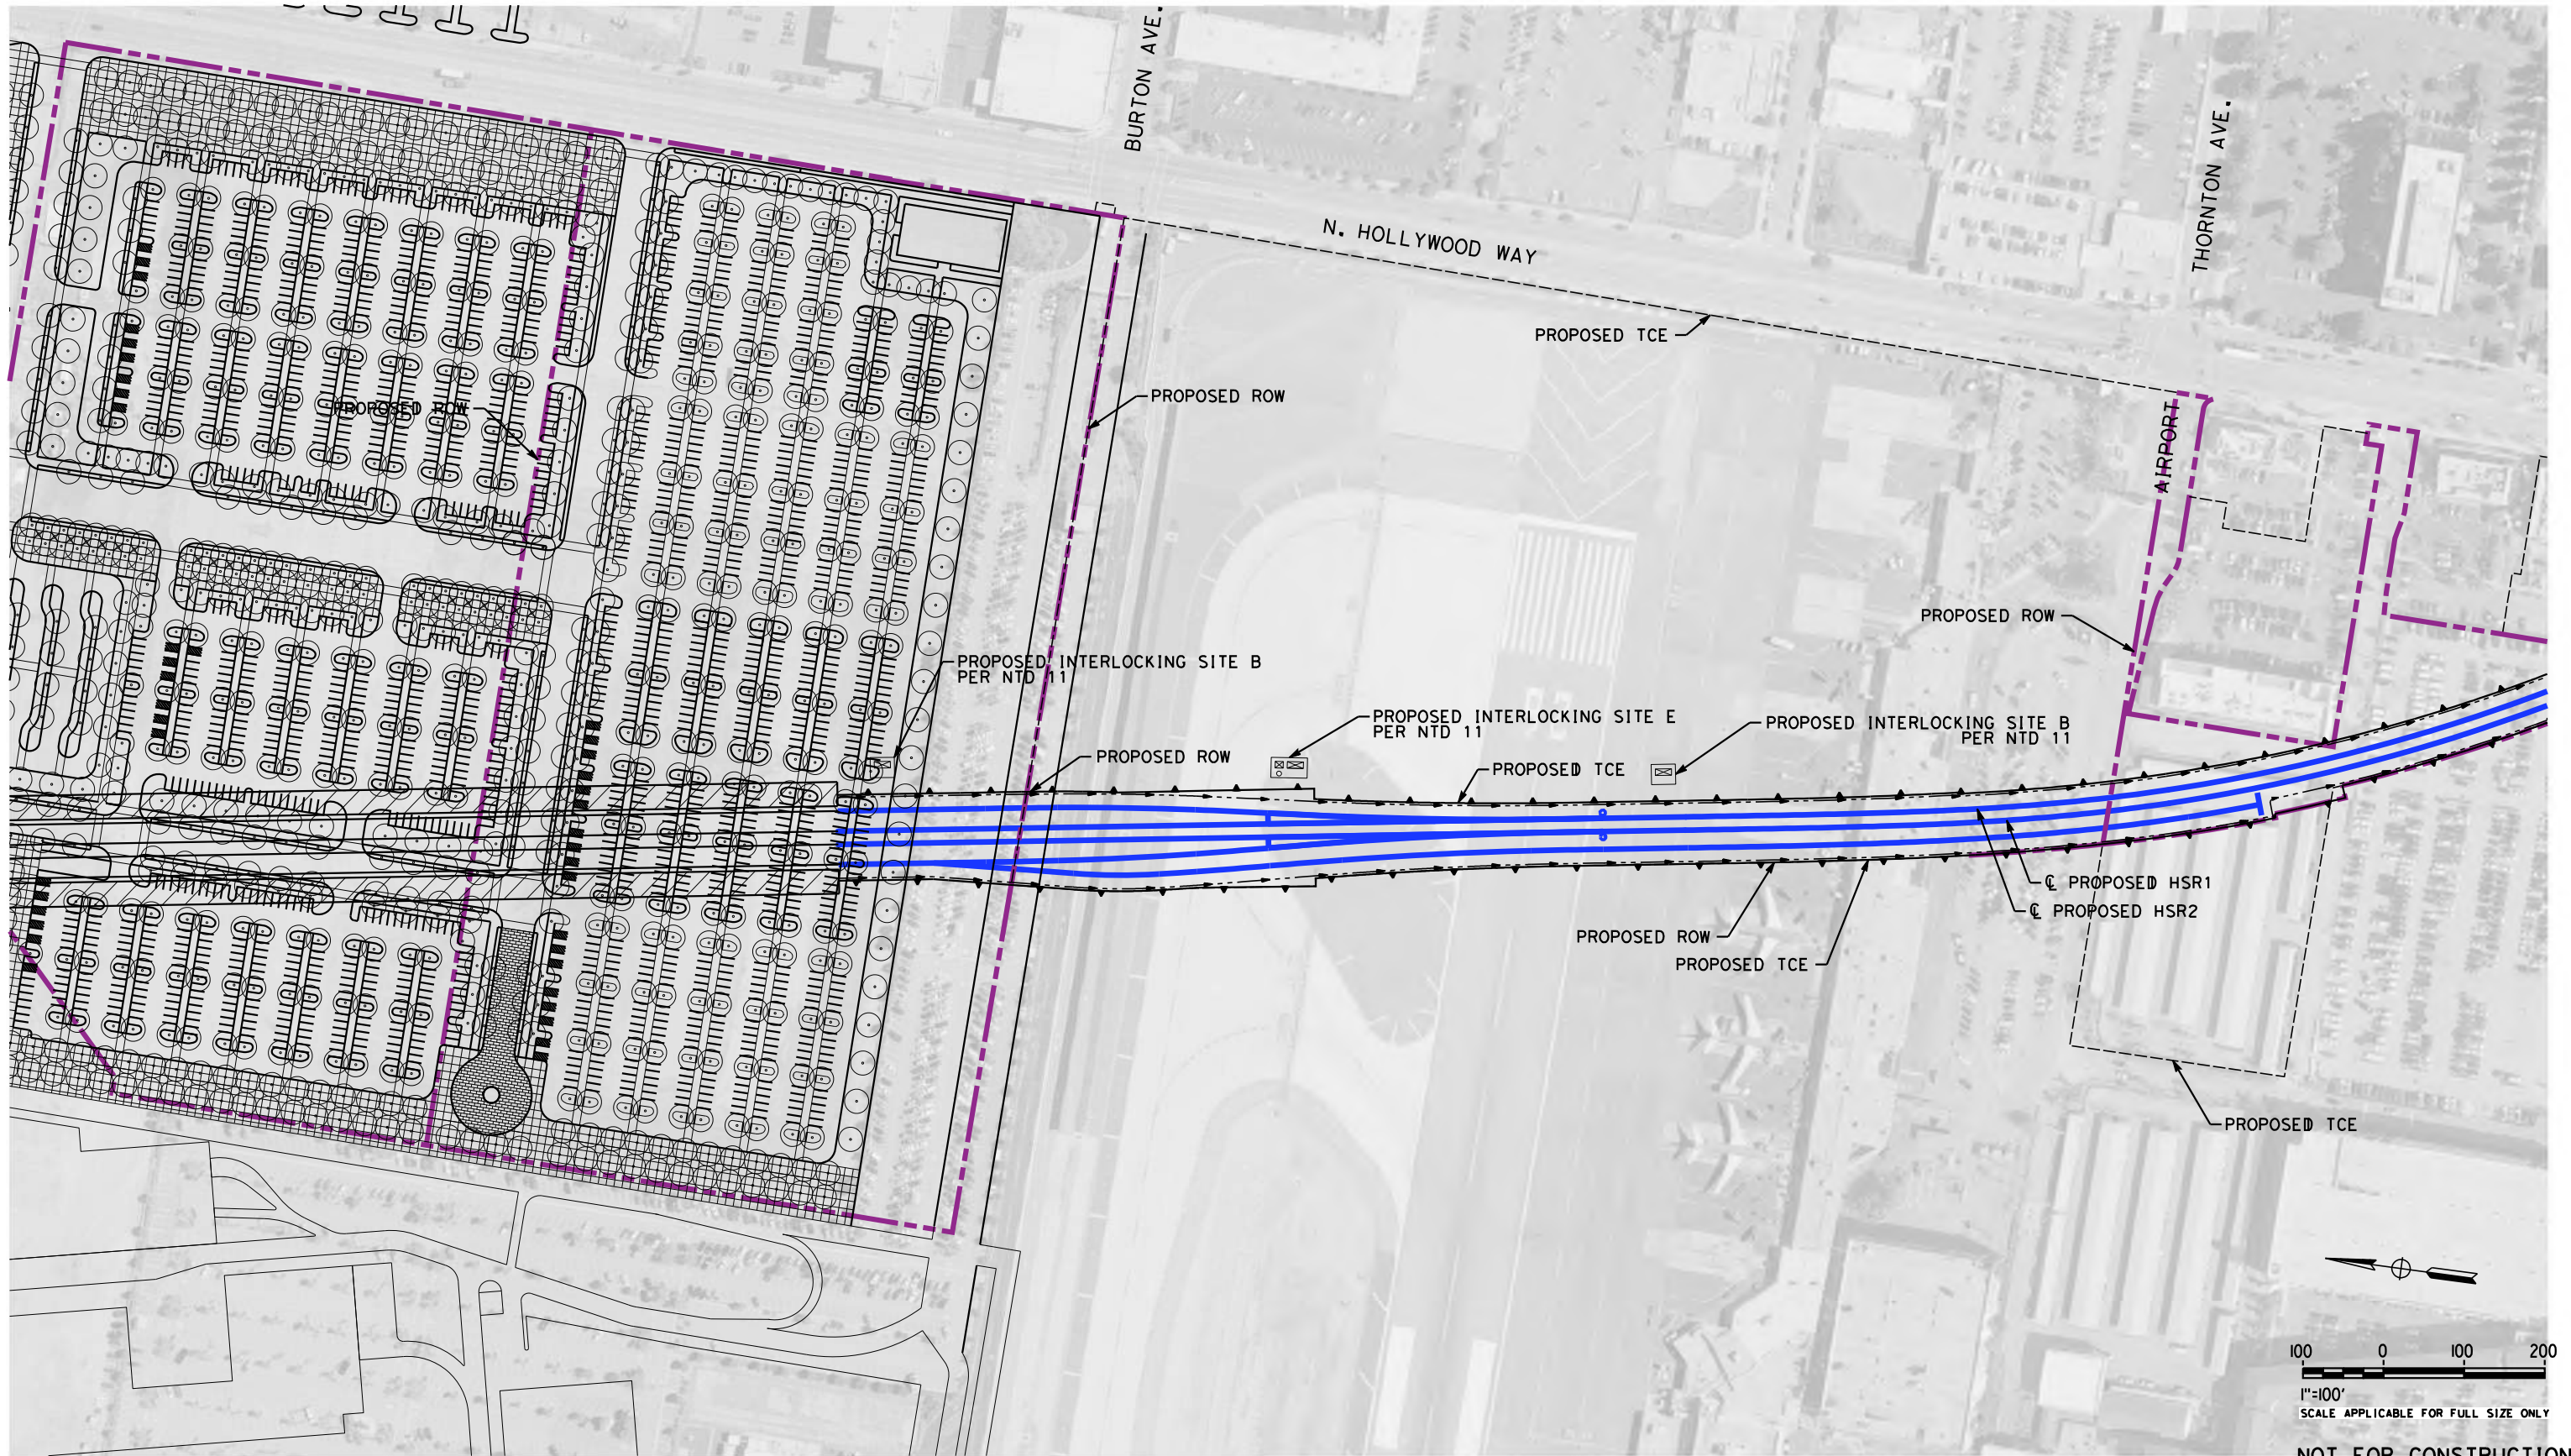 BURTON AVE.
THORNTON AVE.
N. HOLLYWOOD WAY
PROPOSED TCE
PROPOSED ROW
PROPOSED ROW
AIRPORT
PROPOSED ROW
PROPOSED INTERLOCKING SITE B
PER NTD 11
PROPOSED INTERLOCKING SITE E
PER NTD 11
PROPOSED INTERLOCKING SITE B
PER NTD 11
PROPOSED ROW
PROPOSED TCE
℄ PROPOSED HSR1
℄ PROPOSED HSR2
PROPOSED ROW
PROPOSED TCE
PROPOSED TCE
100 0 100 200
1"=100'
SCALE APPLICABLE FOR FULL SIZE ONLY
NOT FOR CONSTRUCTION